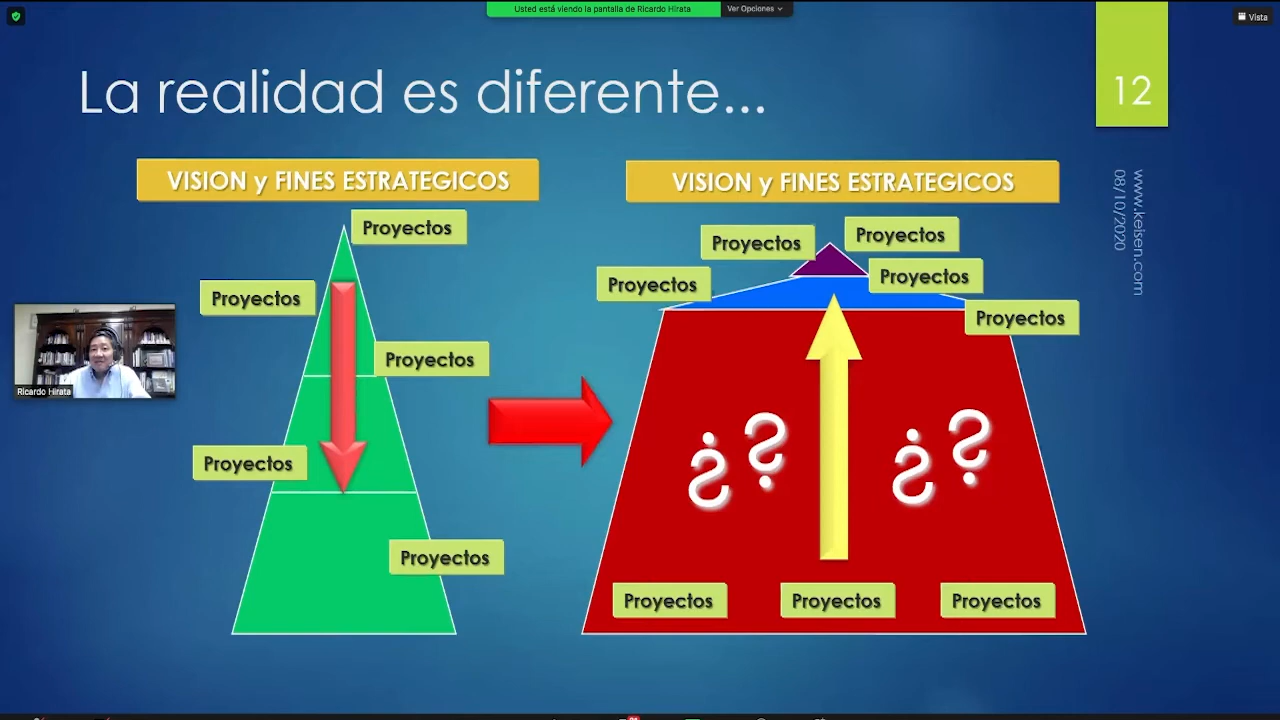 Usted está viendo la pantalla de Ricardo Hirata
Ver Opciones
Vista
La realidad es diferente...
12
www.keisen.com
08/10/2020
VISION y FINES ESTRATEGICOS
VISION y FINES ESTRATEGICOS
Proyectos
Proyectos
Proyectos
Proyectos
Proyectos
Proyectos
Proyectos
Proyectos
Proyectos
Proyectos
Ricardo Hirata
¿?
¿?
Proyectos
Proyectos
Proyectos